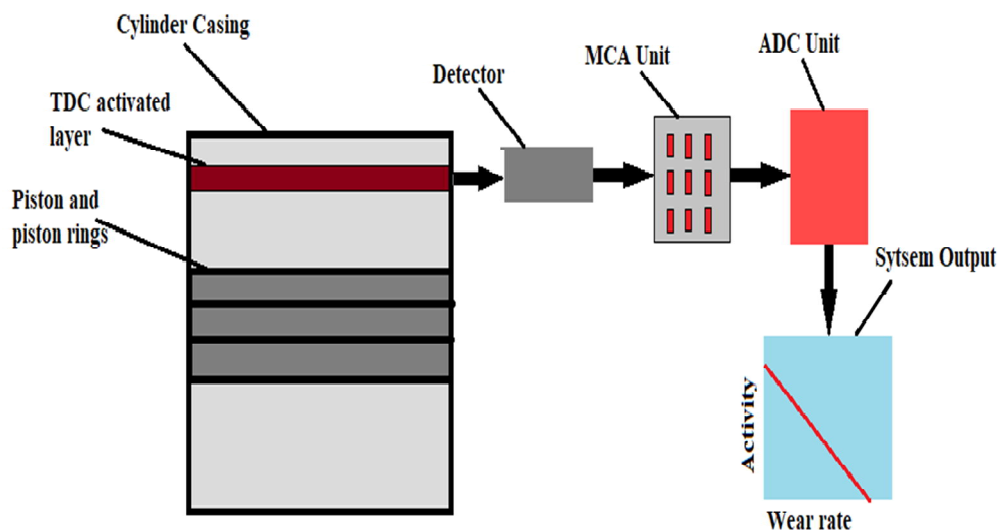 Cylinder Casing
TDC activated
layer
Piston and
piston rings
Detector
MCA Unit
ADC Unit
Sytsem Output
Activity
Wear rate